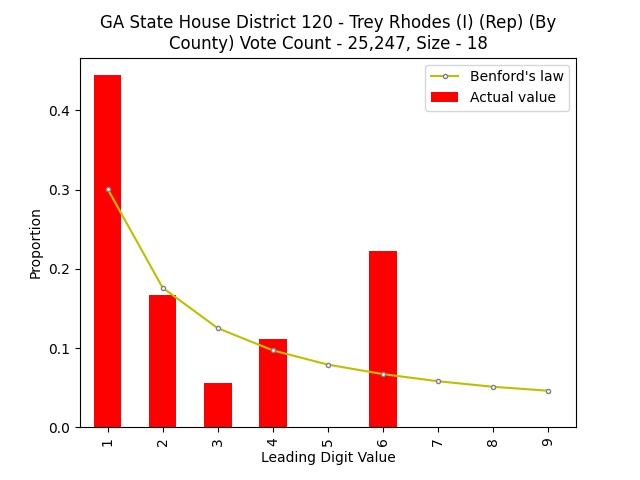 GA State House District 120 - Trey Rhodes (I) (Rep) (By
County) Vote Count - 25,247, Size - 18
Benford's law
Actual value
0.4
0.3
0.2
0.1
0.0
Proportion
1 2 3 4 5 6 7 8 9
Leading Digit Value